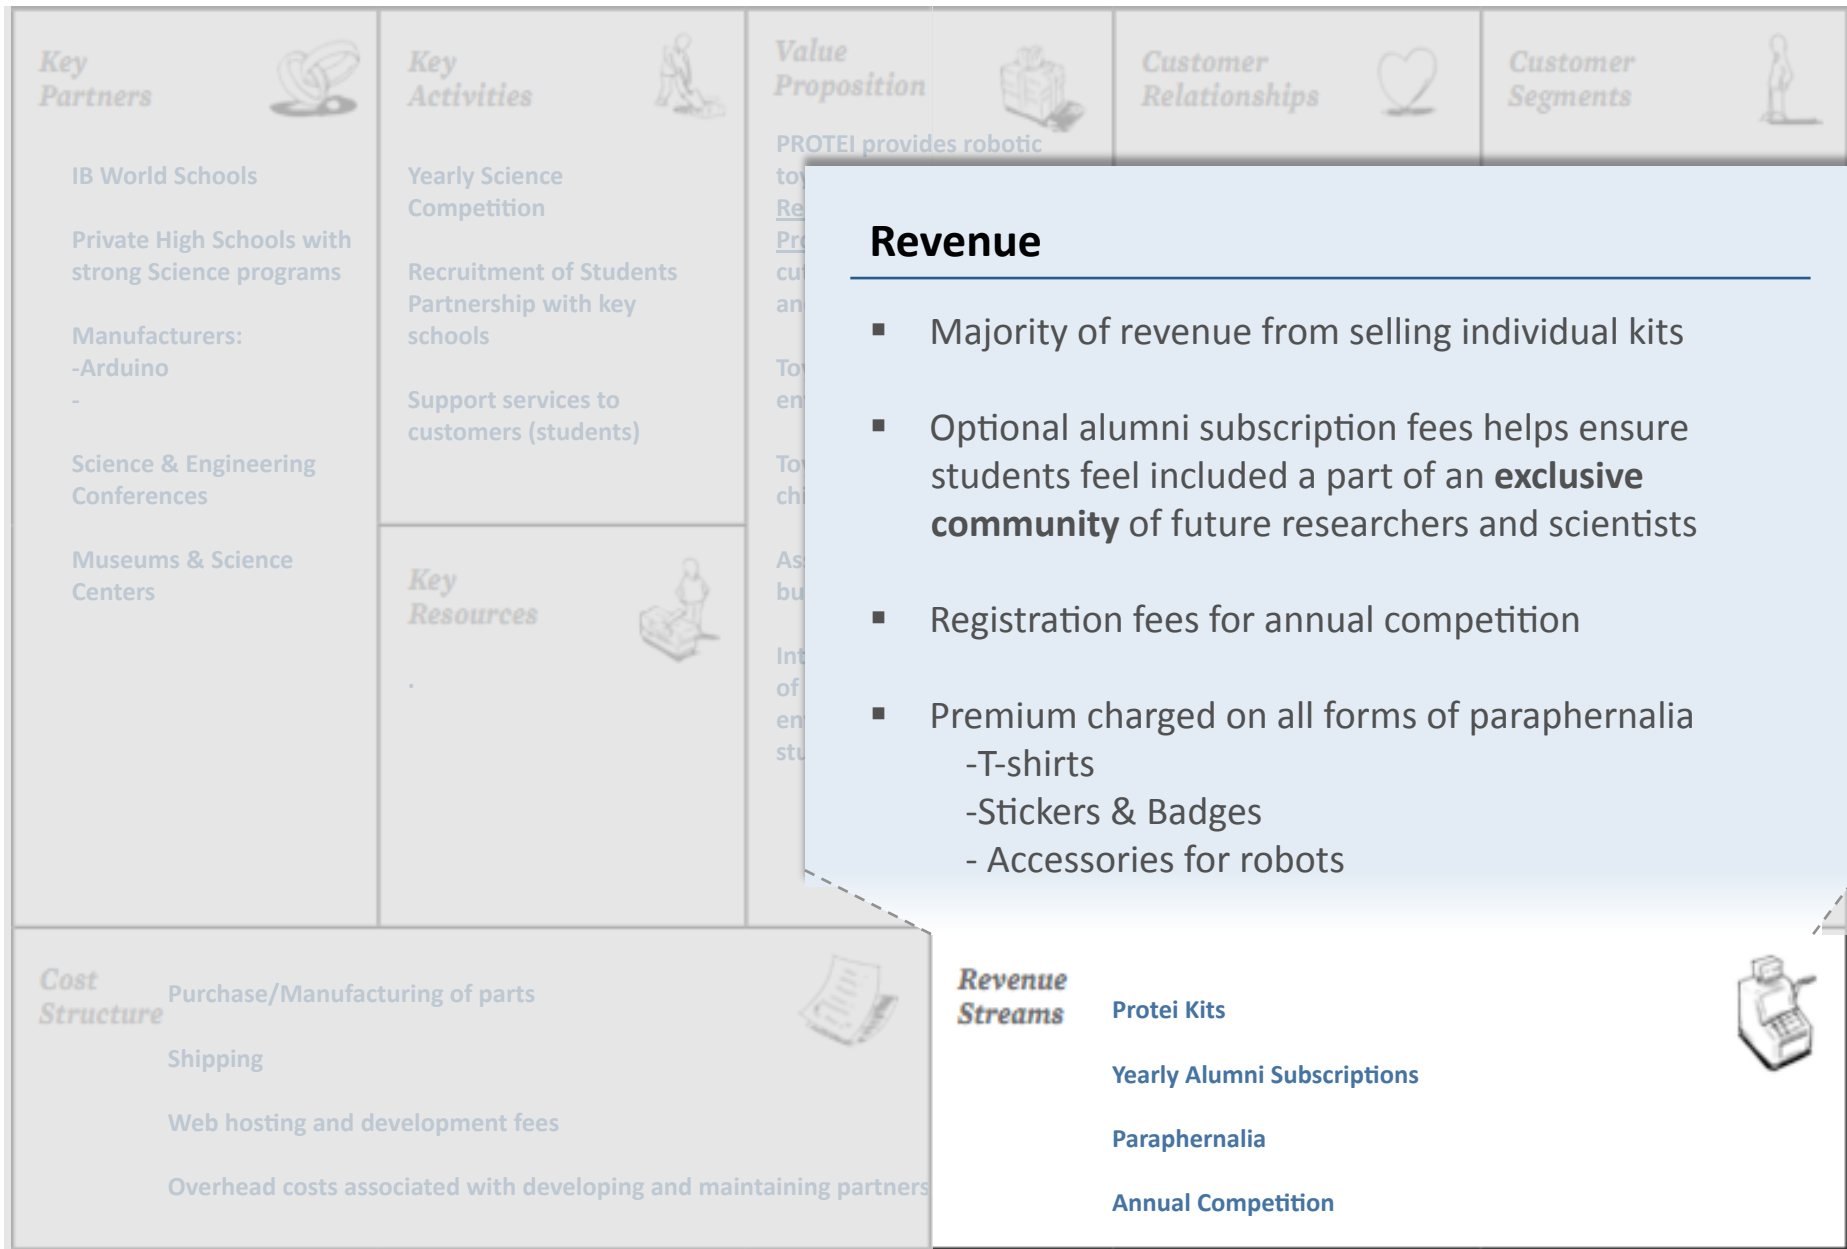 Key
Partners
IB World Schools
Private High Schools with
strong Science programs
Manufacturers:
-Arduino
-
Science & Engineering
Conferences
Museums & Science
Centers
Key
Activities
Yearly Science
Competition
Recruitment of Students
Partnership with key
schools
Support services to
customers (students)
Key
Resources
.
Value
Proposition
PROTEI provides robotic
Customer
Relationships
Customer
Segments
Revenue
▪ Majority of revenue from selling individual kits
▪ Optional alumni subscription fees helps ensure
students feel included a part of an exclusive
community of future researchers and scientists
▪ Registration fees for annual competition
▪ Premium charged on all forms of paraphernalia
-T-shirts
-Stickers & Badges
- Accessories for robots
Cost
Structure
Purchase/Manufacturing of parts
Shipping
Web hosting and development fees
Overhead costs associated with developing and maintaining partners
Revenue
Streams
Protei Kits
Yearly Alumni Subscriptions
Paraphernalia
Annual Competition